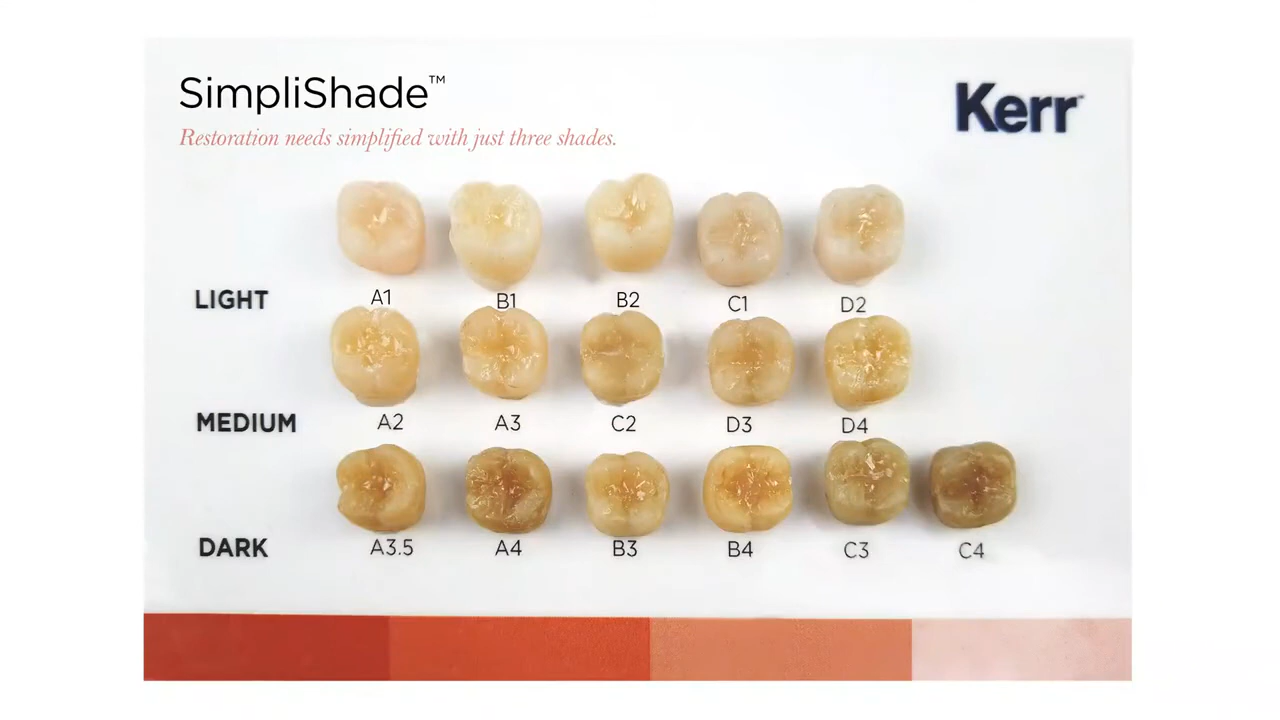 SimpliShade™
Restoration needs simplified with just three shades.
Kerr™
LIGHT A1 B1 B2 C1 D2
MEDIUM A2 A3 C2 D3 D4
DARK A3.5 A4 B3 B4 C3 C4